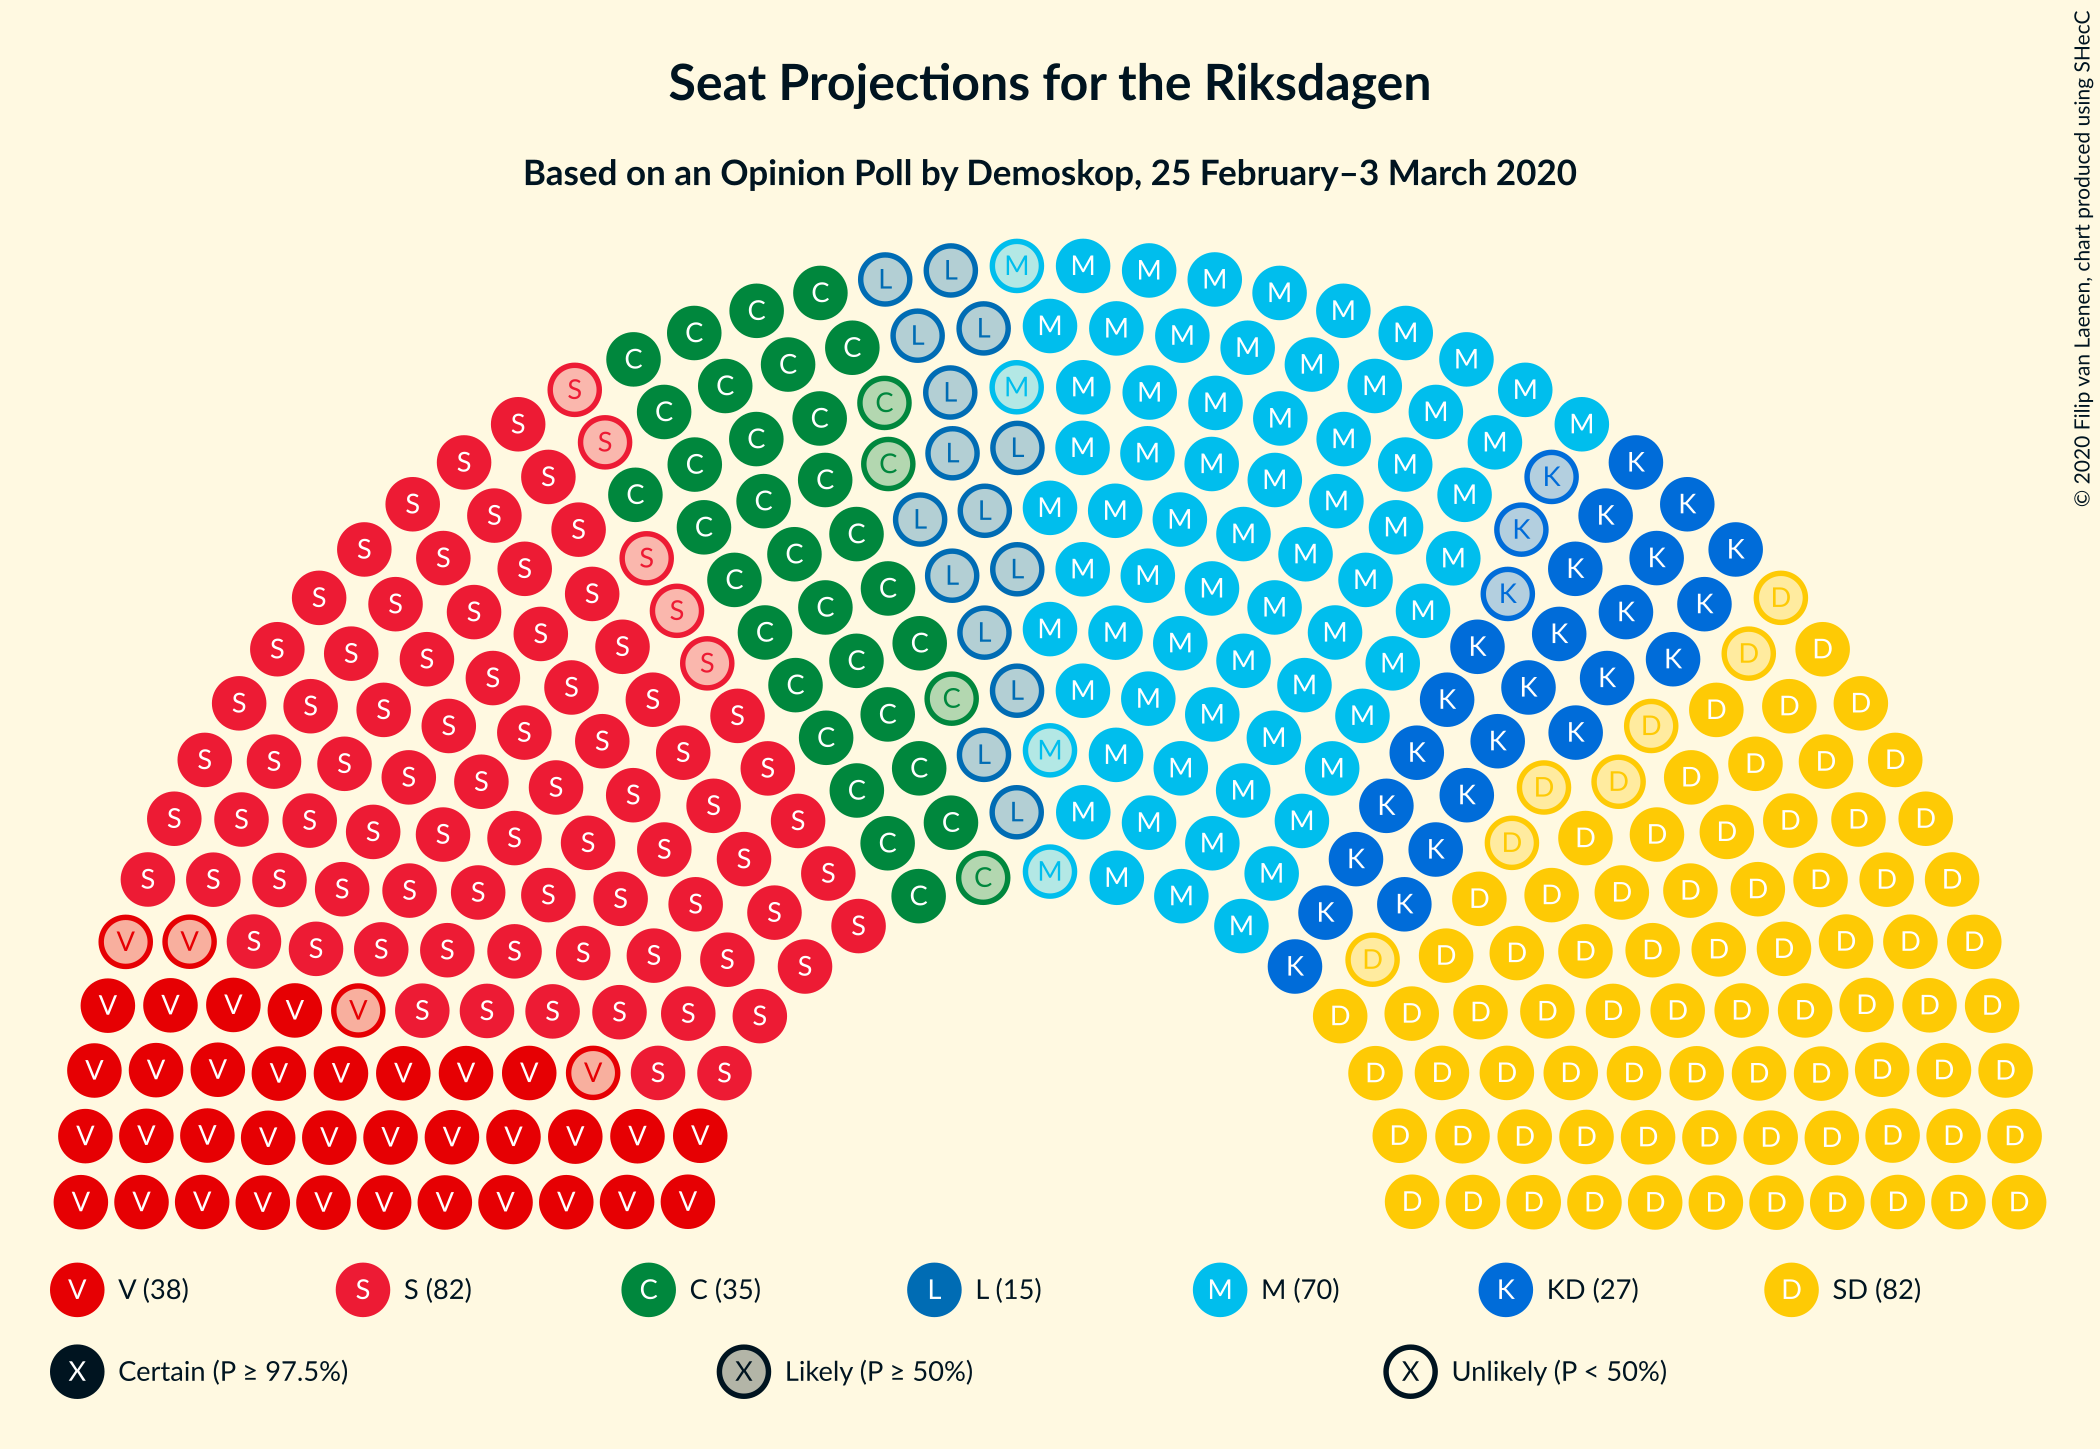 Seat Projections for the Riksdagen
Based on an Opinion Poll by Demoskop, 25 February–3 March 2020
© 2020 Filip van Laenen, chart produced using SHecC
V V (38) S S (82) C C (35) L L (15) M M (70) K KD (27) D SD (82)
X Certain (P ≥ 97.5%) X Likely (P ≥ 50%) X Unlikely (P < 50%)